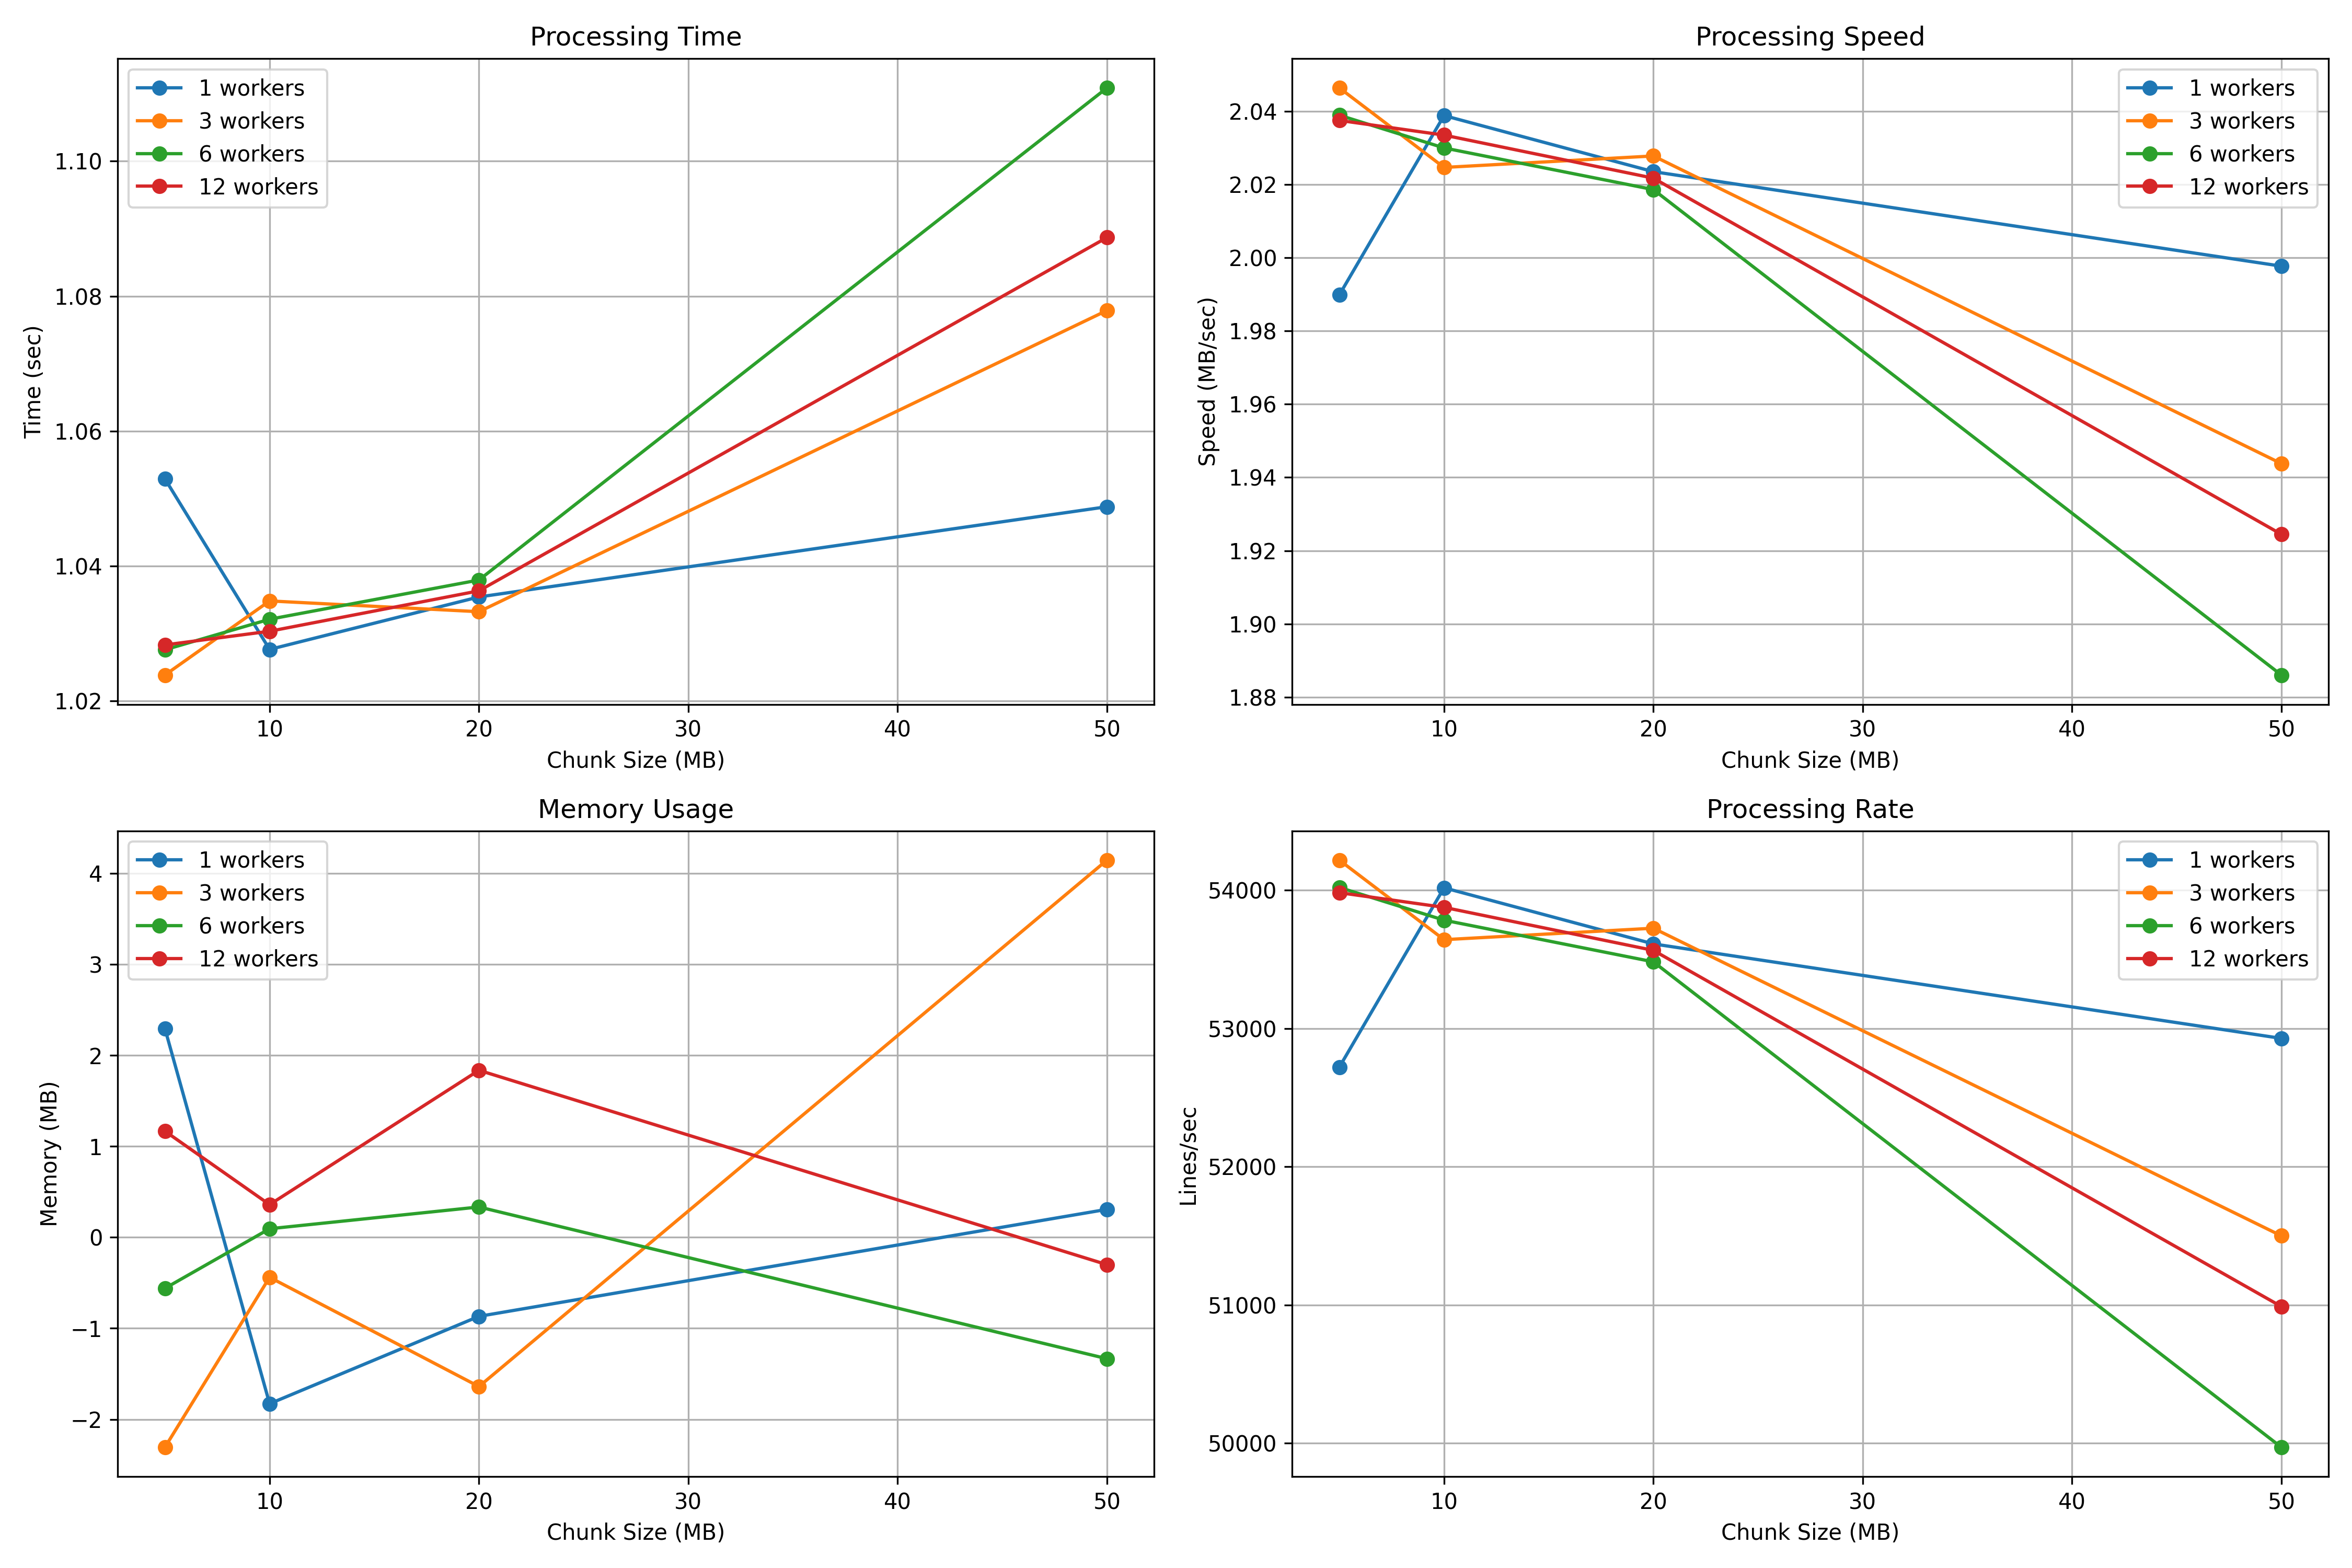 Processing Time
1 workers
3 workers
6 workers
12 workers
1.10
1.08
1.06
1.04
1.02
Time (sec)
10 20 30 40 50
Chunk Size (MB)
Processing Speed
1 workers
3 workers
6 workers
12 workers
2.04
2.02
2.00
1.98
1.96
1.94
1.92
1.90
1.88
Speed (MB/sec)
10 20 30 40 50
Chunk Size (MB)
Memory Usage
1 workers
3 workers
6 workers
12 workers
4
3
2
1
0
−1
−2
Memory (MB)
10 20 30 40 50
Chunk Size (MB)
Processing Rate
1 workers
3 workers
6 workers
12 workers
54000
53000
52000
51000
50000
Lines/sec
10 20 30 40 50
Chunk Size (MB)